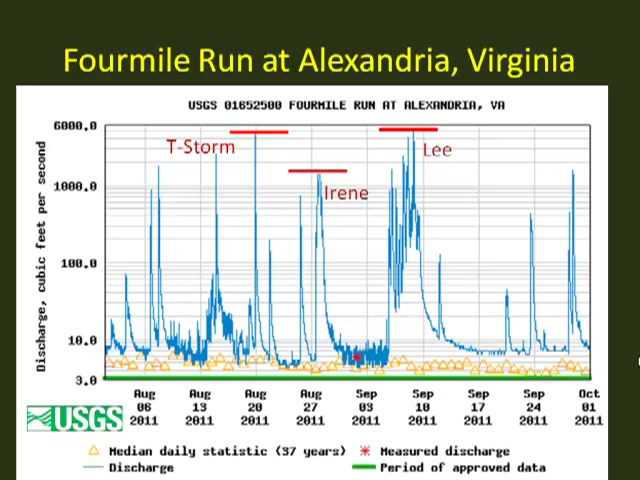 Fourmile Run at Alexandria, Virginia
USGS 01652500 FOURMILE RUN AT ALEXANDRIA, VA
Discharge, cubic feet per second
6000.0
1000.0
100.0
10.0
3.0
T-Storm
Irene
Lee
Aug 06 2011
Aug 13 2011
Aug 20 2011
Aug 27 2011
Sep 03 2011
Sep 10 2011
Sep 17 2011
Sep 24 2011
Oct 01 2011
USGS
Median daily statistic (37 years)
Measured discharge
Discharge
Period of approved data